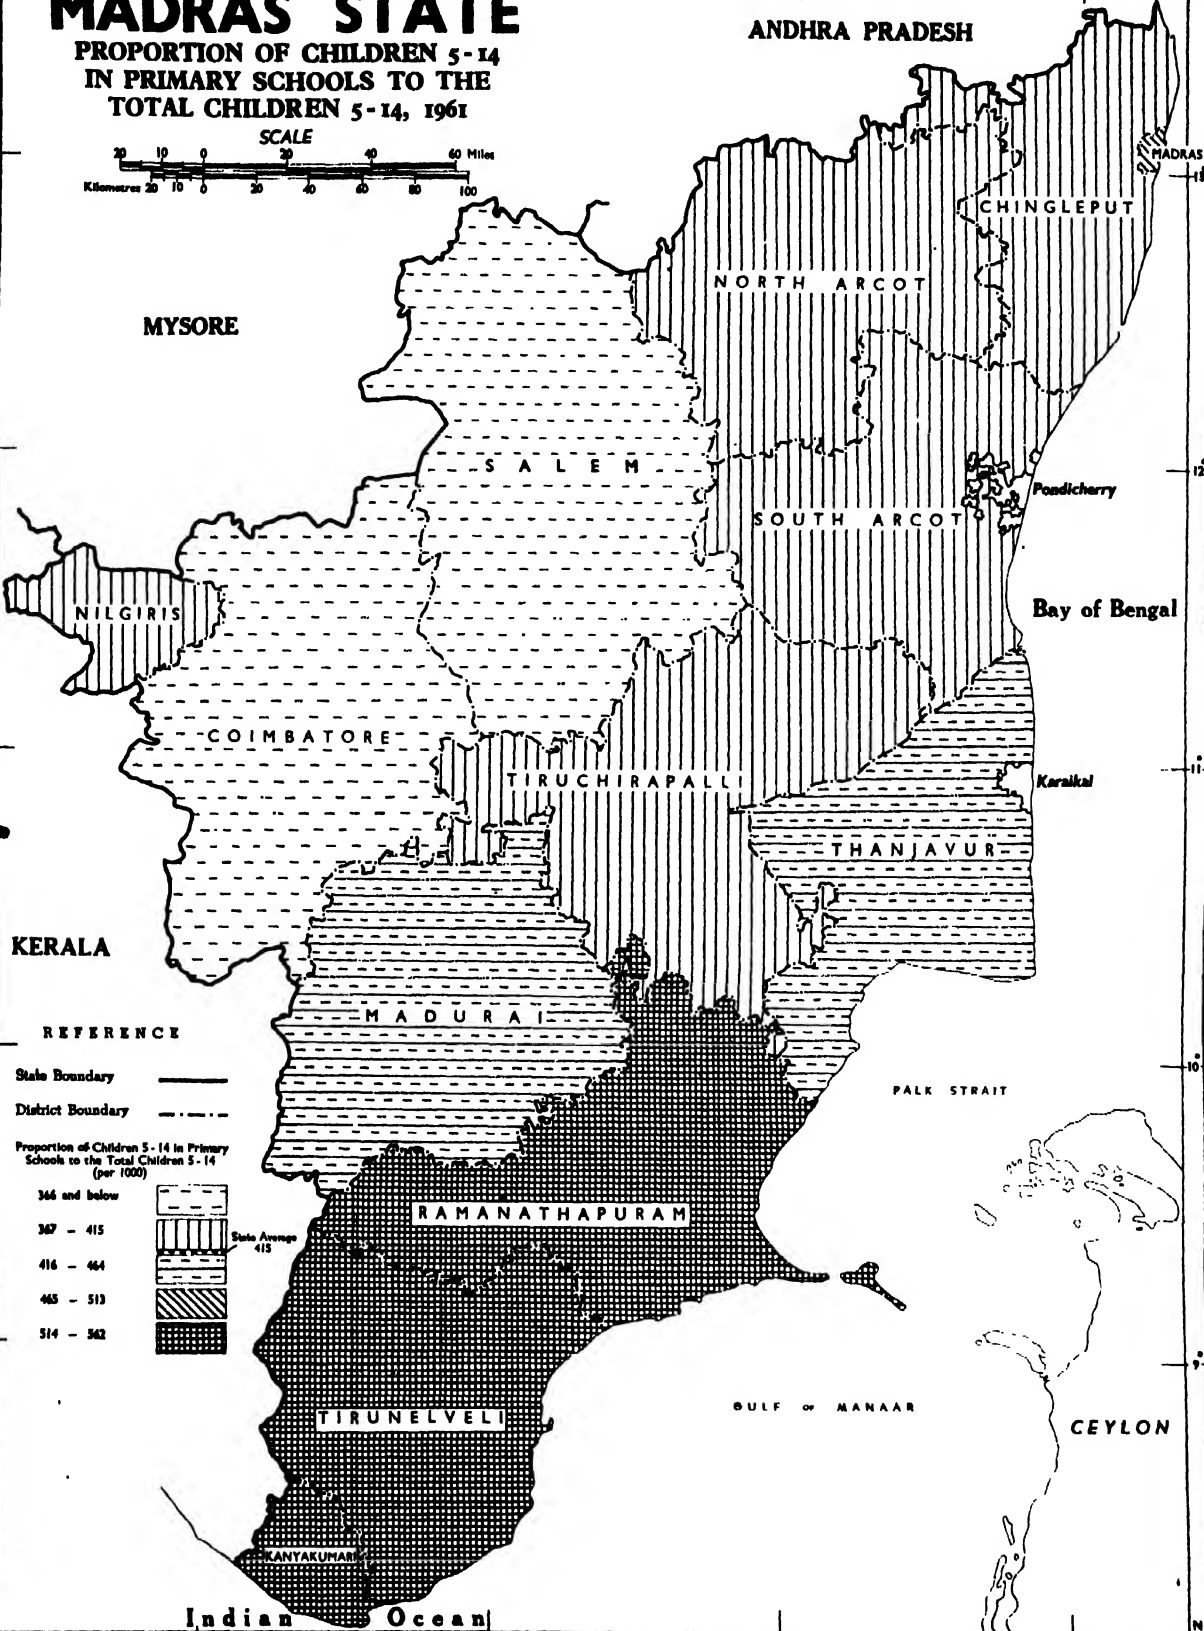 MADRAS STATE
PROPORTION OF CHILDREN 5-14
IN PRIMARY SCHOOLS TO THE
TOTAL CHILDREN 5-14, 1961
SCALE
20 10 0 20 40 60 Miles
Kilometres 20 10 0 20 40 60 80 100
ANDHRA PRADESH
MADRAS
CHINGLEPUT
NORTH ARCOT
MYSORE
SALEM
12
Pondicherry
SOUTH ARCOT
NILGIRIS
Bay of Bengal
COIMBATORE
TIRUCHIRAPALLI
11°
Karaikal
THANJAVUR
KERALA
MADURAI
REFERENCE
State Boundary
District Boundary
Proportion of Children 5-14 in Primary
Schools to the Total Children 5-14
(per 1000)
366 and below
367 - 415
State Average
415
416 - 464
465 - 513
514 - 562
10°
PALK STRAIT
RAMANATHAPURAM
9°
TIRUNELVELI
GULF OF MANAAR
CEYLON
KANYAKUMARI
Indian Ocean
N